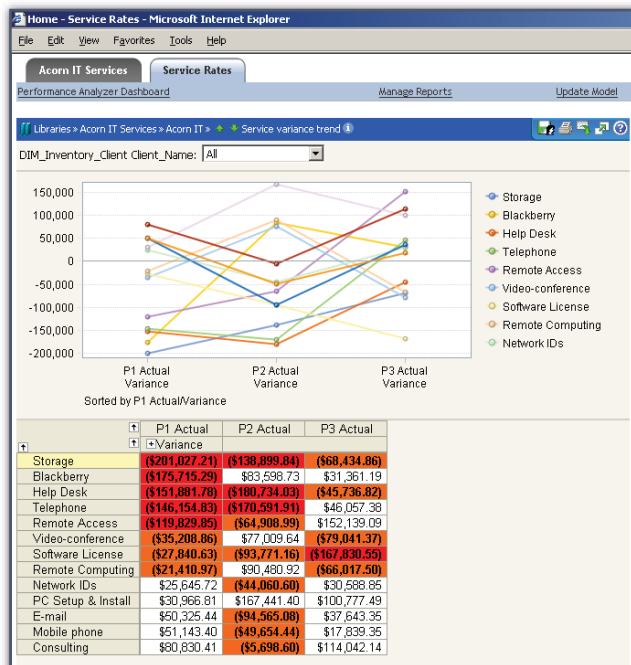 Home - Service Rates - Microsoft Internet Explorer
File Edit View Favorites Tools Help
Acorn IT Services Service Rates
Performance Analyzer Dashboard Manage Reports Update Model
Libraries » Acorn IT Services » Acorn IT » Service variance trend
DIM_Inventory_Client Client_Name: All
150,000
100,000
50,000
0
-50,000
-100,000
-150,000
-200,000
P1 Actual Variance
P2 Actual Variance
P3 Actual Variance
Sorted by P1 Actual/Variance
Storage
Blackberry
Help Desk
Telephone
Remote Access
Video-conference
Software License
Remote Computing
Network IDs
P1 Actual P2 Actual P3 Actual
Variance
Storage ($201,027.21) ($138,899.84) ($68,434.86)
Blackberry ($175,715.29) $83,598.73 $31,361.19
Help Desk ($151,881.78) ($180,734.03) ($45,736.82)
Telephone ($146,154.83) ($170,591.91) $46,057.38
Remote Access ($119,829.85) ($64,908.99) $152,139.09
Video-conference ($35,208.86) $77,009.64 ($79,041.37)
Software License ($27,840.63) ($93,771.16) ($167,830.55)
Remote Computing ($21,410.97) $90,480.92 ($66,017.50)
Network IDs $25,645.72 ($44,060.60) $30,588.85
PC Setup & Install $30,966.81 $167,441.40 $100,777.49
E-mail $50,325.44 ($94,565.08) $37,643.35
Mobile phone $51,143.40 ($49,654.44) $17,839.35
Consulting $80,830.41 ($5,698.60) $114,042.14